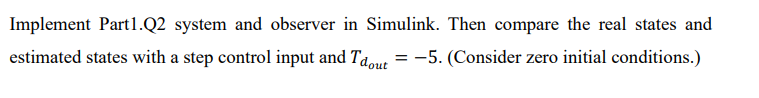 Implement Part1.Q2 system and observer in Simulink. Then compare the real states and
estimated states with a step control input and T_{d_{out}} = −5. (Consider zero initial conditions.)